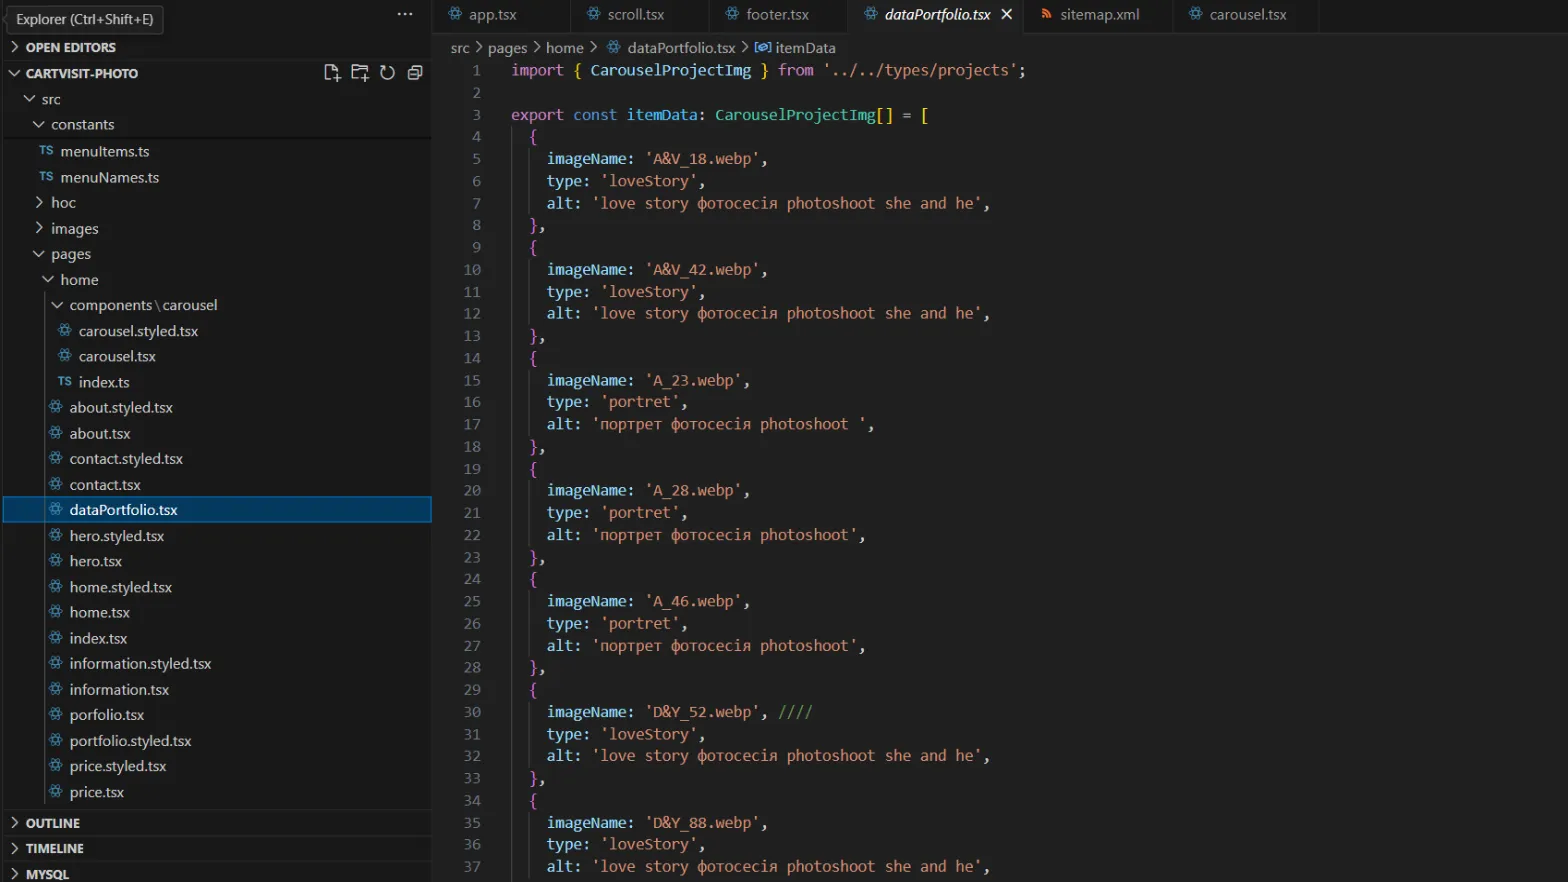 Explorer (Ctrl+Shift+E)
...
OPEN EDITORS
CARTVISIT-PHOTO
src
constants
TS menuItems.ts
TS menuNames.ts
hoc
images
pages
home
components\carousel
carousel.styled.tsx
carousel.tsx
TS index.ts
about.styled.tsx
about.tsx
contact.styled.tsx
contact.tsx
dataPortfolio.tsx
hero.styled.tsx
hero.tsx
home.styled.tsx
home.tsx
index.tsx
information.styled.tsx
information.tsx
porfolio.tsx
portfolio.styled.tsx
price.styled.tsx
price.tsx
OUTLINE
TIMELINE
MYSQL
app.tsx scroll.tsx footer.tsx dataPortfolio.tsx sitemap.xml carousel.tsx
src > pages > home > dataPortfolio.tsx > itemData
1 import { CarouselProjectImg } from '../../types/projects';
2
3 export const itemData: CarouselProjectImg[] = [
4 {
5 imageName: 'A&V_18.webp',
6 type: 'loveStory',
7 alt: 'love story фотосесія photoshoot she and he',
8 },
9 {
10 imageName: 'A&V_42.webp',
11 type: 'loveStory',
12 alt: 'love story фотосесія photoshoot she and he',
13 },
14 {
15 imageName: 'A_23.webp',
16 type: 'portret',
17 alt: 'портрет фотосесія photoshoot ',
18 },
19 {
20 imageName: 'A_28.webp',
21 type: 'portret',
22 alt: 'портрет фотосесія photoshoot',
23 },
24 {
25 imageName: 'A_46.webp',
26 type: 'portret',
27 alt: 'портрет фотосесія photoshoot',
28 },
29 {
30 imageName: 'D&Y_52.webp', ////
31 type: 'loveStory',
32 alt: 'love story фотосесія photoshoot she and he',
33 },
34 {
35 imageName: 'D&Y_88.webp',
36 type: 'loveStory',
37 alt: 'love story фотосесія photoshoot she and he',